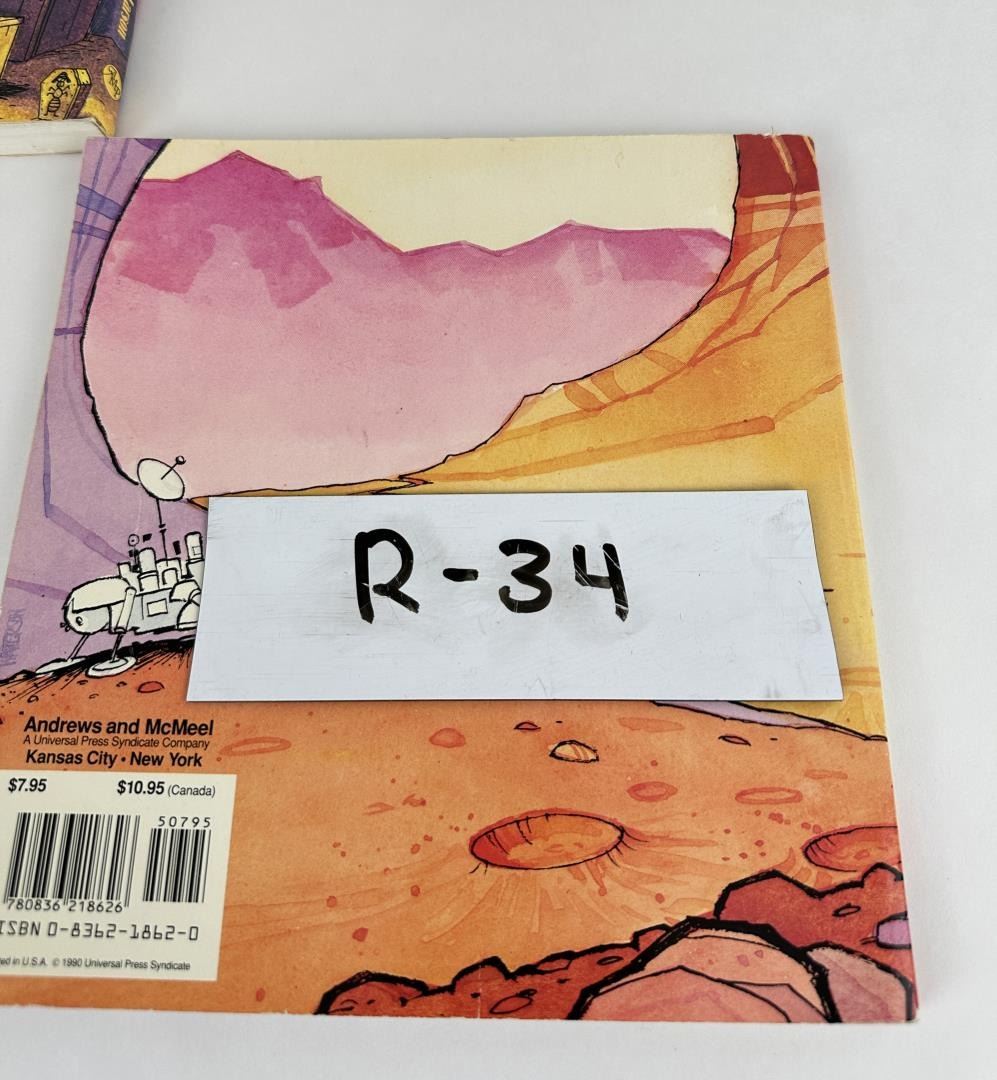 R-34
Andrews and McMeel
A Universal Press Syndicate Company
Kansas City • New York
$7.95 $10.95 (Canada)
50795
780836 218626
ISBN 0-8362-1862-0
ed in U.S.A. © 1990 Universal Press Syndicate